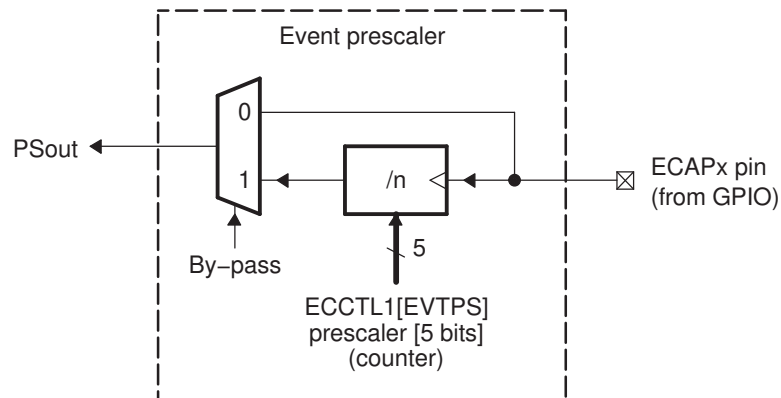 Event prescaler
0
PSout
1
/n
ECAPx pin
(from GPIO)
5
By−pass
ECCTL1[EVTPS]
prescaler [5 bits]
(counter)